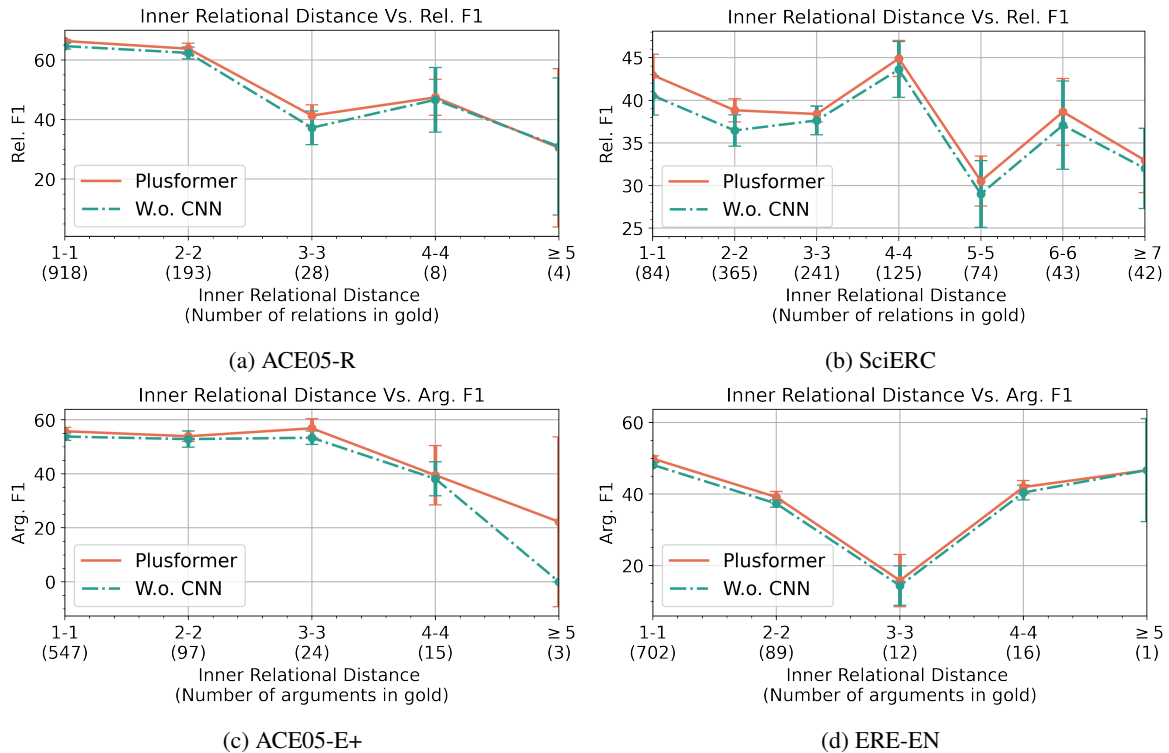 Inner Relational Distance Vs. Rel. F1
Rel. F1
60
40
20
Plusformer
W.o. CNN
1-1 2-2 3-3 4-4 ≥ 5
(918) (193) (28) (8) (4)
Inner Relational Distance
(Number of relations in gold)
(a) ACE05-R
Inner Relational Distance Vs. Rel. F1
Rel. F1
45
40
35
30
25
Plusformer
W.o. CNN
1-1 2-2 3-3 4-4 5-5 6-6 ≥ 7
(84) (365) (241) (125) (74) (43) (42)
Inner Relational Distance
(Number of relations in gold)
(b) SciERC
Inner Relational Distance Vs. Arg. F1
Arg. F1
60
40
20
0
Plusformer
W.o. CNN
1-1 2-2 3-3 4-4 ≥ 5
(547) (97) (24) (15) (3)
Inner Relational Distance
(Number of arguments in gold)
(c) ACE05-E+
Inner Relational Distance Vs. Arg. F1
Arg. F1
60
40
20
Plusformer
W.o. CNN
1-1 2-2 3-3 4-4 ≥ 5
(702) (89) (12) (16) (1)
Inner Relational Distance
(Number of arguments in gold)
(d) ERE-EN